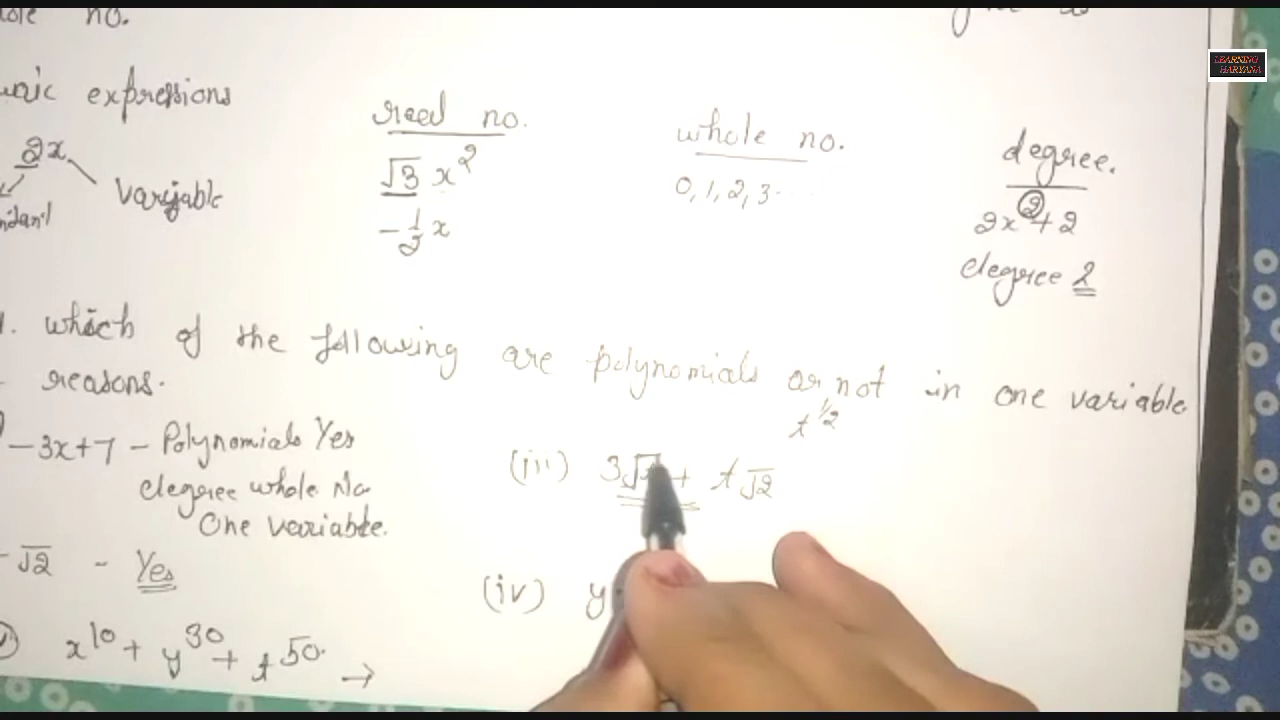 no.
expressions
2x
variable
real no.
√3 x²
-1/2 x
whole no.
0, 1, 2, 3...
degree.
2x²+2
degree 2
which of the following are polynomials or not in one variable
reasons.
t^1/2
-3x+7 - Polynomials Yes
degree whole No
One variable.
(iii) 3√ + t√2
√2 - Yes
(iv) y
x¹⁰ + y³⁰ + t⁵⁰. →
LEARNING
HARYANA